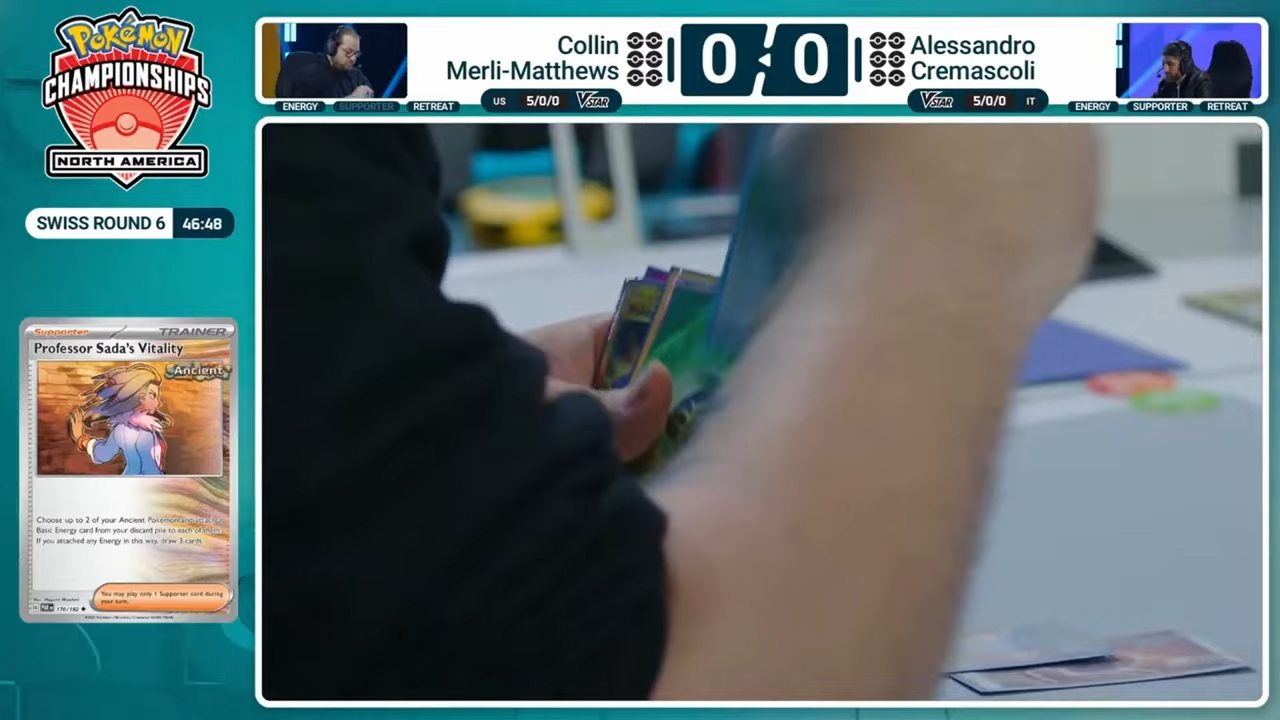 POKÉMON
CHAMPIONSHIPS
NORTH AMERICA
SWISS ROUND 6
46:48
Collin
Merli-Matthews
0
0
Alessandro
Cremascoli
ENERGY
SUPPORTER
RETREAT
US
5/0/0
VSTAR
VSTAR
5/0/0
IT
ENERGY
SUPPORTER
RETREAT
Supporter
TRAINER
Professor Sada's Vitality
Ancient
Choose up to 2 of your Ancient Pokémon and attach a
Basic Energy card from your discard pile to each of them.
If you attached any Energy in this way, draw 3 cards.
You may play only 1 Supporter card during
your turn.
170/182